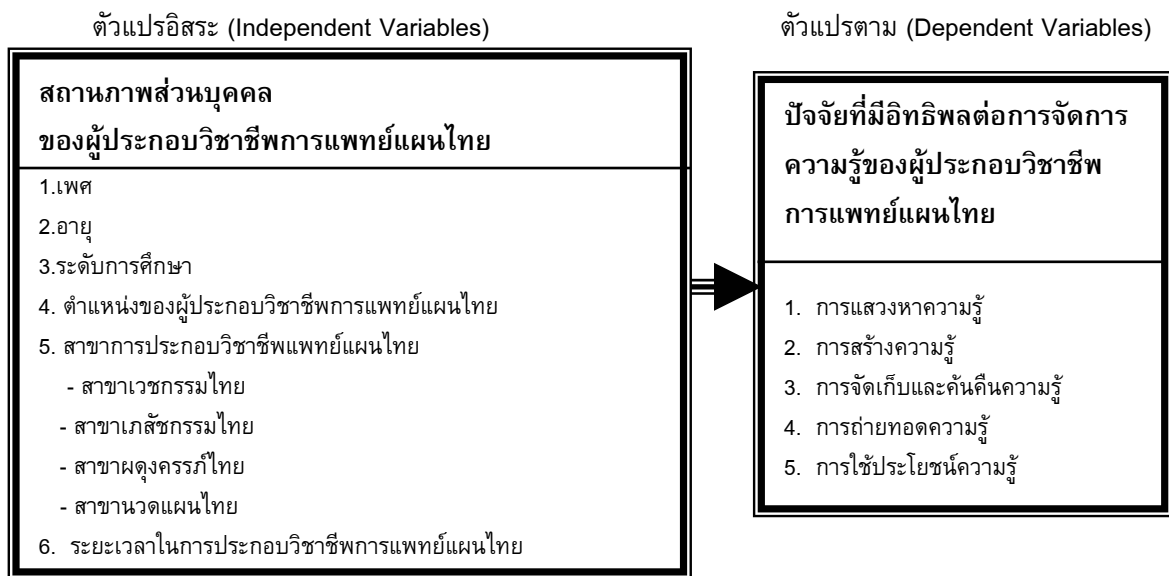 ตัวแปรอิสระ (Independent Variables)
สถานภาพส่วนบุคคล
ของผู้ประกอบวิชาชีพการแพทย์แผนไทย
1.เพศ
2.อายุ
3.ระดับการศึกษา
4. ตำแหน่งของผู้ประกอบวิชาชีพการแพทย์แผนไทย
5. สาขาการประกอบวิชาชีพแพทย์แผนไทย
- สาขาเวชกรรมไทย
- สาขาเภสัชกรรมไทย
- สาขาผดุงครรภ์ไทย
- สาขานวดแผนไทย
6. ระยะเวลาในการประกอบวิชาชีพการแพทย์แผนไทย
ตัวแปรตาม (Dependent Variables)
ปัจจัยที่มีอิทธิพลต่อการจัดการ
ความรู้ของผู้ประกอบวิชาชีพ
การแพทย์แผนไทย
1. การแสวงหาความรู้
2. การสร้างความรู้
3. การจัดเก็บและค้นคืนความรู้
4. การถ่ายทอดความรู้
5. การใช้ประโยชน์ความรู้